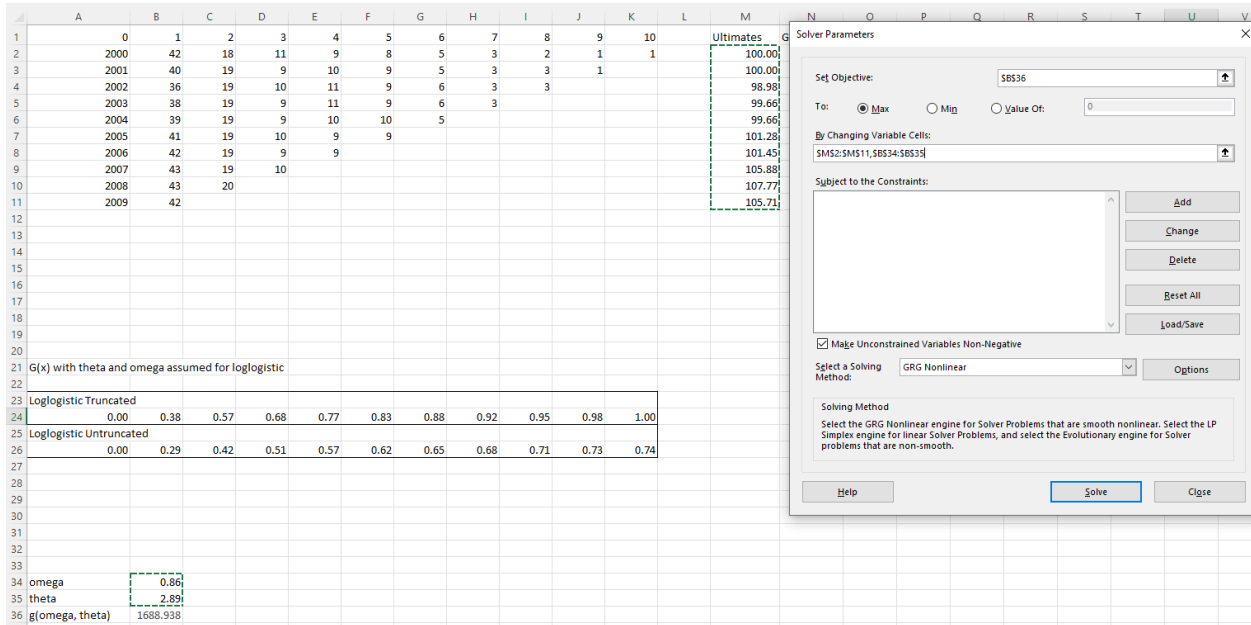 A B C D E F G H I J K L M N O P Q R S T U V
1 0 1 2 3 4 5 6 7 8 9 10 Ultimates G
2 2000 42 18 11 9 8 5 3 2 1 1 100.00
3 2001 40 19 9 10 9 5 3 3 1 100.00
4 2002 36 19 10 11 9 6 3 3 98.98
5 2003 38 19 9 11 9 6 3 99.66
6 2004 39 19 9 10 10 5 99.66
7 2005 41 19 10 9 9 101.28
8 2006 42 19 9 9 101.45
9 2007 43 19 10 105.88
10 2008 43 20 107.77
11 2009 42 105.71
12
13
14
15
16
17
18
19
20
21 G(x) with theta and omega assumed for loglogistic
22
23 Loglogistic Truncated
24 0.00 0.38 0.57 0.68 0.77 0.83 0.88 0.92 0.95 0.98 1.00
25 Loglogistic Untruncated
26 0.00 0.29 0.42 0.51 0.57 0.62 0.65 0.68 0.71 0.73 0.74
27
28
29
30
31
32
33
34 omega 0.86
35 theta 2.89
36 g(omega, theta) 1688.938
Solver Parameters
Set Objective: $B$36
To: Max Min Value Of: 0
By Changing Variable Cells:
$M$2:$M$11,$B$34:$B$35
Subject to the Constraints:
Add
Change
Delete
Reset All
Load/Save
Make Unconstrained Variables Non-Negative
Select a Solving Method: GRG Nonlinear Options
Solving Method
Select the GRG Nonlinear engine for Solver Problems that are smooth nonlinear. Select the LP
Simplex engine for linear Solver Problems, and select the Evolutionary engine for Solver
problems that are non-smooth.
Help Solve Close